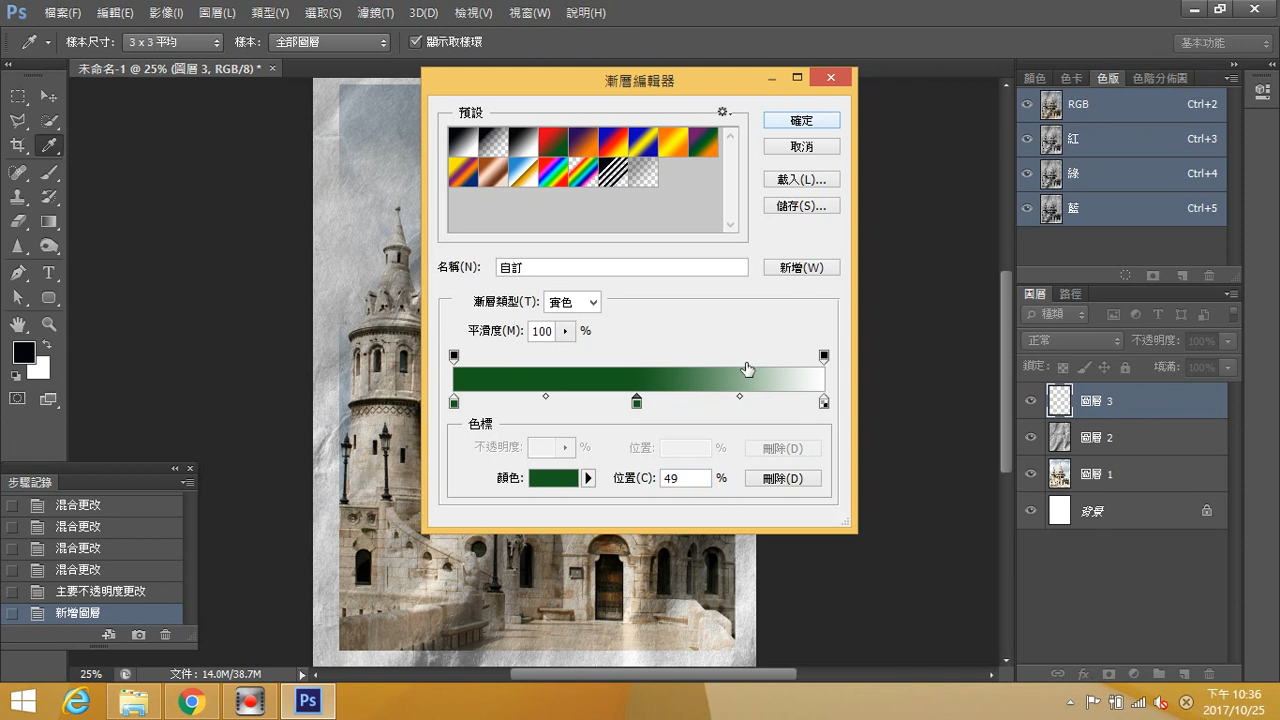 Ps 檔案(F) 編輯(E) 影像(I) 圖層(L) 類型(Y) 選取(S) 濾鏡(T) 3D(D) 檢視(V) 視窗(W) 說明(H)
樣本尺寸: 3 x 3 平均 樣本: 全部圖層 顯示取樣環 基本功能
未命名-1 @ 25% (圖層 3, RGB/8) * ×
漸層編輯器
預設
確定
取消
載入(L)...
儲存(S)...
名稱(N): 自訂 新增(W)
漸層類型(T): 實色
平滑度(M): 100 %
色標
不透明度: % 位置: % 刪除(D)
顏色: 位置(C): 49 % 刪除(D)
顏色 色卡 色版 色階分佈圖
RGB Ctrl+2
紅 Ctrl+3
綠 Ctrl+4
藍 Ctrl+5
圖層 路徑
種類
正常 不透明度: 100%
鎖定: 填滿: 100%
圖層 3
圖層 2
圖層 1
背景
步驟記錄
混合更改
混合更改
混合更改
混合更改
主要不透明度更改
新增圖層
25% 文件: 14.0M/38.7M
Ps
下午 10:36
2017/10/25